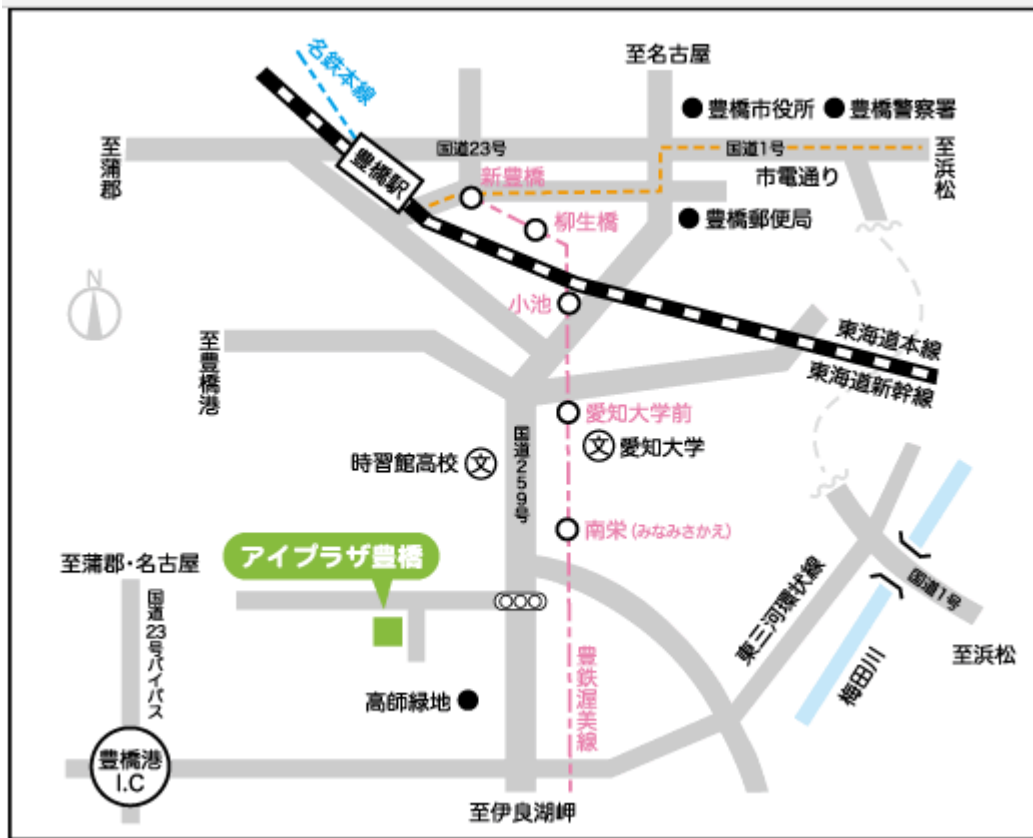 名鉄本線
至名古屋
豊橋市役所
豊橋警察署
至蒲郡
豊橋駅
国道23号
国道1号
至浜松
新豊橋
市電通り
柳生橋
豊橋郵便局
N
小池
至豊橋港
東海道本線
東海道新幹線
愛知大学前
時習館高校
文
国道259号
文
愛知大学
南栄(みなみさかえ)
アイプラザ豊橋
至蒲郡・名古屋
国道23号バイパス
東三河環状線
国道1号
至浜松
梅田川
高師緑地
豊鉄渥美線
豊橋港
I.C
至伊良湖岬